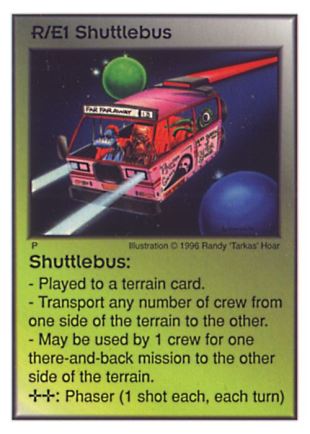 R/E1 Shuttlebus
FAR FARAWAY 13
P
Illustration © 1996 Randy 'Tarkas' Hoar
Shuttlebus:
- Played to a terrain card.
- Transport any number of crew from
one side of the terrain to the other.
- May be used by 1 crew for one
there-and-back mission to the other
side of the terrain.
✢✢: Phaser (1 shot each, each turn)